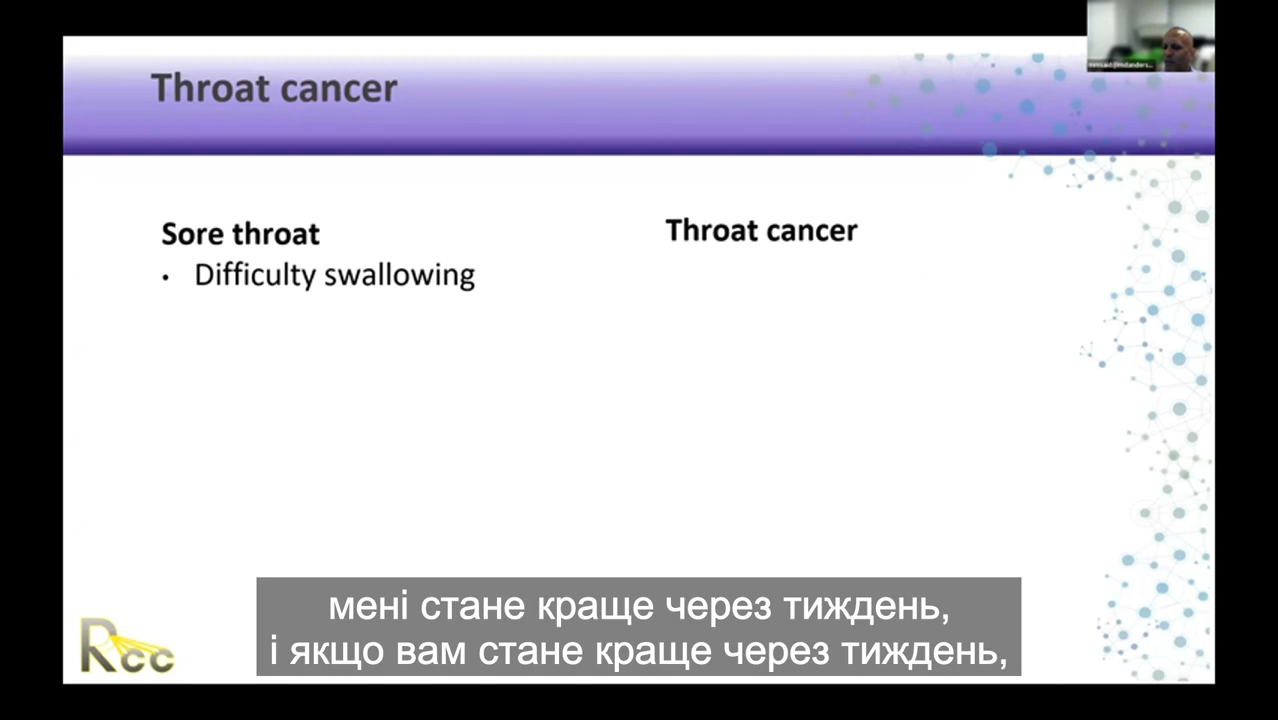 Throat cancer
Sore throat
• Difficulty swallowing
Throat cancer
мені стане краще через тиждень,
і якщо вам стане краще через тиждень,
Rcc